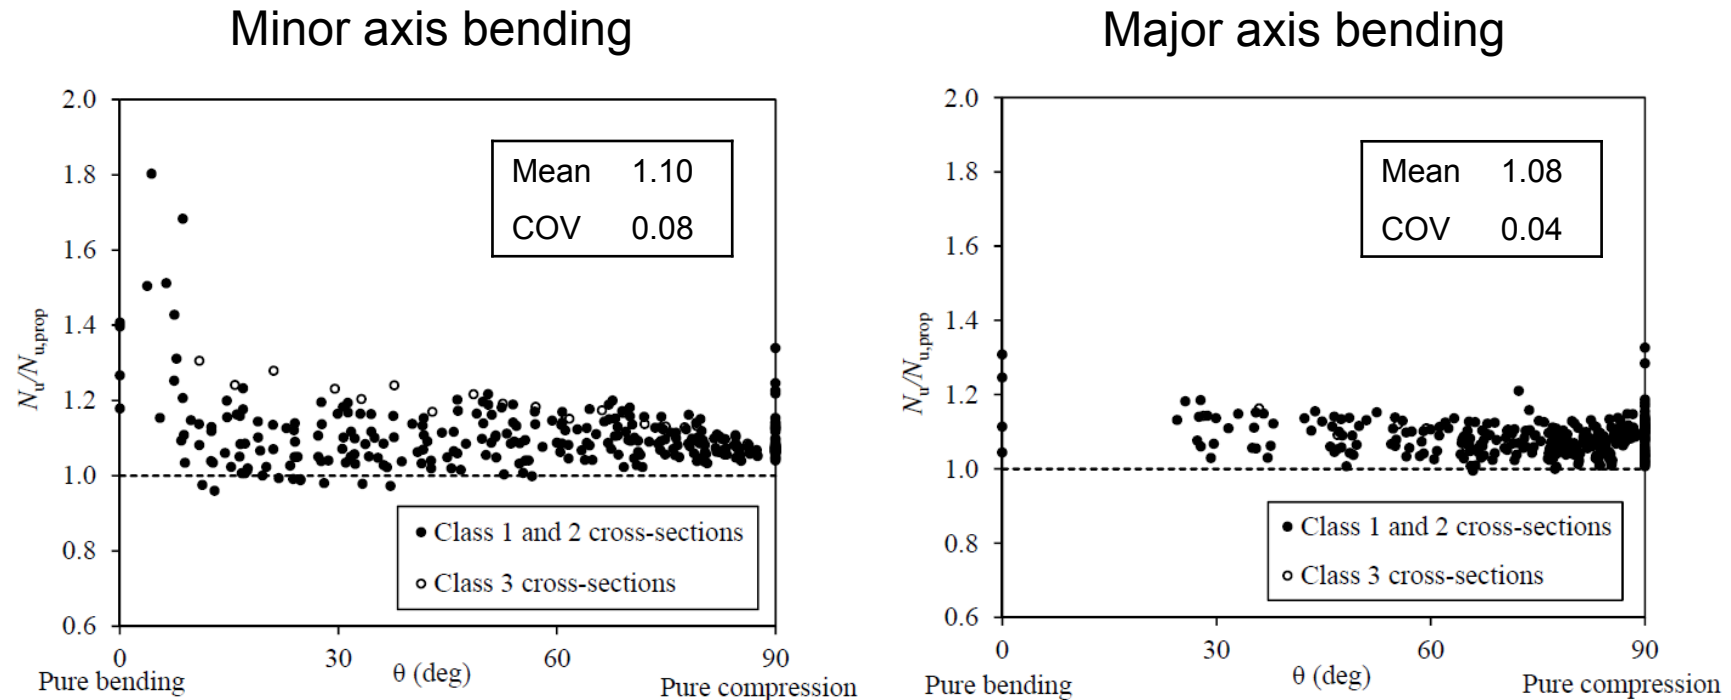 Minor axis bending
2.0
1.8
1.6
1.4
1.2
1.0
0.8
0.6
Nu/Nu,prop
Mean 1.10
COV 0.08
Class 1 and 2 cross-sections
Class 3 cross-sections
0 30 60 90
Pure bending θ (deg) Pure compression
Major axis bending
2.0
1.8
1.6
1.4
1.2
1.0
0.8
0.6
Nu/Nu,prop
Mean 1.08
COV 0.04
Class 1 and 2 cross-sections
Class 3 cross-sections
0 30 60 90
Pure bending θ (deg) Pure compression